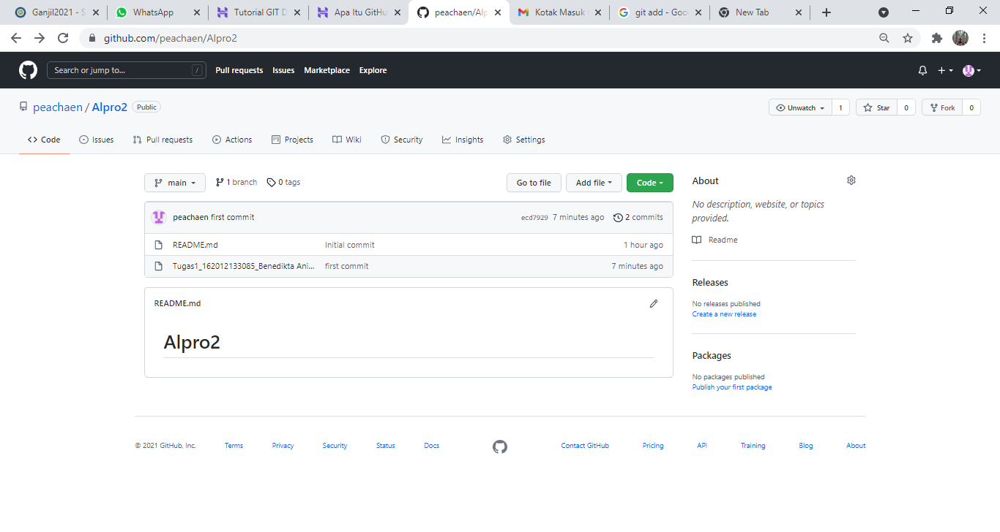 Ganjil2021 - S
WhatsApp
Tutorial GIT D
Apa Itu GitHu
peachaen/Alp
Kotak Masuk
git add - Goo
New Tab
github.com/peachaen/Alpro2
Search or jump to... /
Pull requests Issues Marketplace Explore
peachaen / Alpro2 Public
Unwatch 1 Star 0 Fork 0
Code Issues Pull requests Actions Projects Wiki Security Insights Settings
main 1 branch 0 tags Go to file Add file Code
peachaen first commit ecd7929 7 minutes ago 2 commits
README.md Initial commit 1 hour ago
Tugas1_162012133085_Benedikta Ani... first commit 7 minutes ago
README.md
Alpro2
About
No description, website, or topics
provided.
Readme
Releases
No releases published
Create a new release
Packages
No packages published
Publish your first package
© 2021 GitHub, Inc. Terms Privacy Security Status Docs Contact GitHub Pricing API Training Blog About